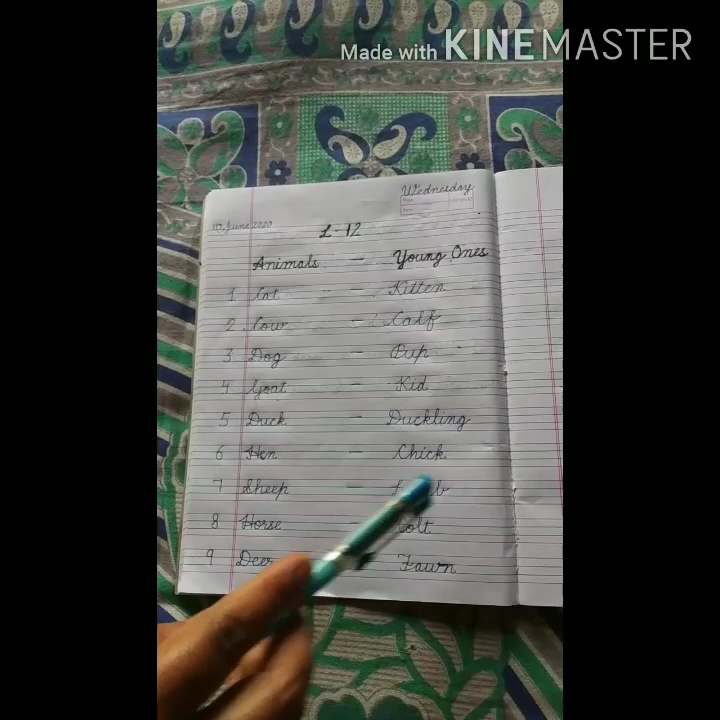 Made with KINEMASTER
Wednesday
10, June 2020
L-12
Animals — Young Ones
1 Cat - Kitten
2 Cow - Calf
3 Dog - Pup
4 Goat - Kid
5 Duck - Duckling
6 Hen - Chick
7 Sheep -
8 Horse - Colt
9 Deer Fawn